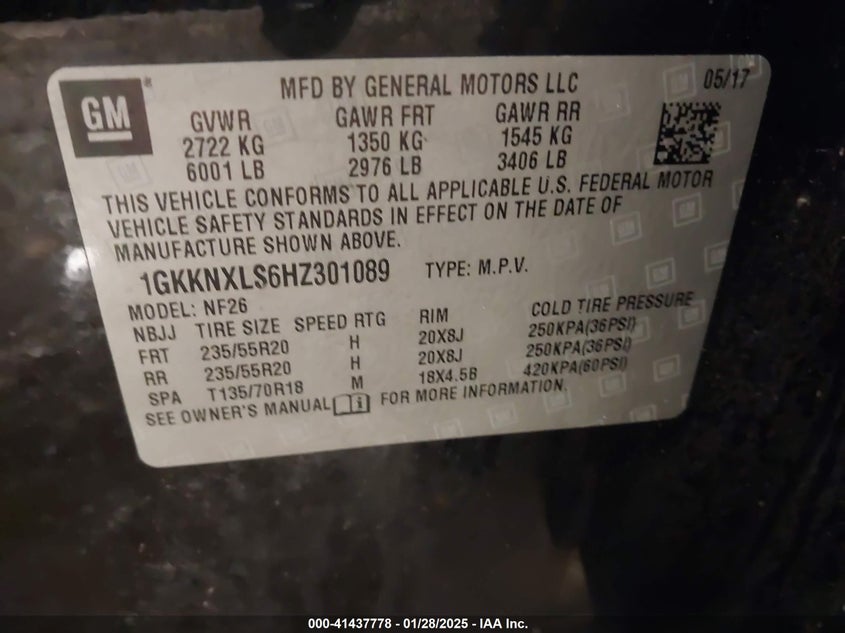 GM
MFD BY GENERAL MOTORS LLC 05/17
GVWR GAWR FRT GAWR RR
2722 KG 1350 KG 1545 KG
6001 LB 2976 LB 3406 LB
THIS VEHICLE CONFORMS TO ALL APPLICABLE U.S. FEDERAL MOTOR
VEHICLE SAFETY STANDARDS IN EFFECT ON THE DATE OF
MANUFACTURE SHOWN ABOVE.
1GKKNXLS6HZ301089 TYPE: M.P.V.
MODEL: NF26
NBJJ TIRE SIZE SPEED RTG RIM COLD TIRE PRESSURE
FRT 235/55R20 H 20X8J 250KPA(36PSI)
RR 235/55R20 H 20X8J 250KPA(36PSI)
SPA T135/70R18 M 18X4.5B 420KPA(60PSI)
SEE OWNER'S MANUAL FOR MORE INFORMATION.
000-41437778 - 01/28/2025 - IAA Inc.